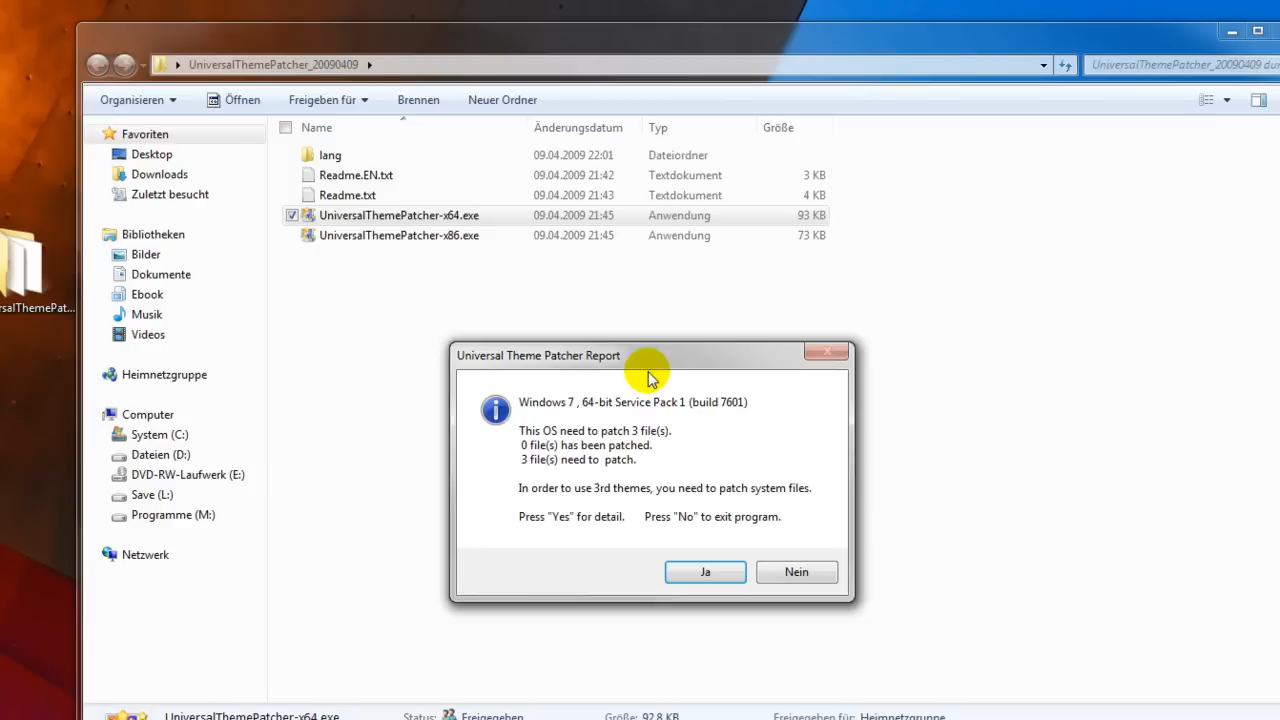 UniversalThemePatcher_20090409
UniversalThemePatcher_20090409 dur
Organisieren
Öffnen
Freigeben für
Brennen
Neuer Ordner
Favoriten
Desktop
Downloads
Zuletzt besucht
Bibliotheken
Bilder
Dokumente
Ebook
Musik
Videos
Heimnetzgruppe
Computer
System (C:)
Dateien (D:)
DVD-RW-Laufwerk (E:)
Save (L:)
Programme (M:)
Netzwerk
Name Änderungsdatum Typ Größe
lang 09.04.2009 22:01 Dateiordner
Readme.EN.txt 09.04.2009 21:42 Textdokument 3 KB
Readme.txt 09.04.2009 21:43 Textdokument 4 KB
UniversalThemePatcher-x64.exe 09.04.2009 21:45 Anwendung 93 KB
UniversalThemePatcher-x86.exe 09.04.2009 21:45 Anwendung 73 KB
rsalThemePat...
Universal Theme Patcher Report
Windows 7 , 64-bit Service Pack 1 (build 7601)
This OS need to patch 3 file(s).
0 file(s) has been patched.
3 file(s) need to patch.
In order to use 3rd themes, you need to patch system files.
Press "Yes" for detail. Press "No" to exit program.
Ja
Nein
UniversalThemePatcher-x64.exe Status: Freigegeben Größe: 92,8 KB Freigegeben für: Heimnetzgruppe